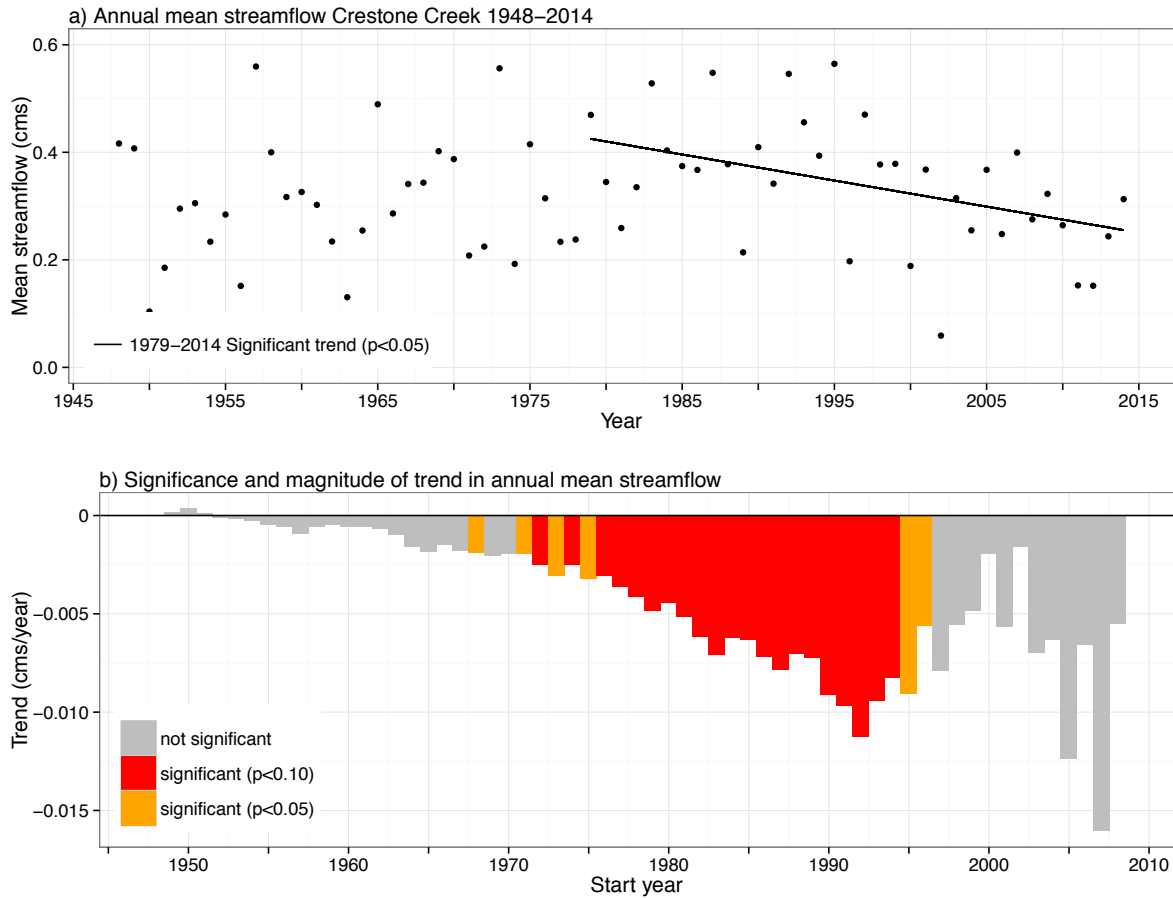 a) Annual mean streamflow Crestone Creek 1948−2014
0.6
0.4
0.2
0.0
Mean streamflow (cms)
1979−2014 Significant trend (p<0.05)
1945 1955 1965 1975 1985 1995 2005 2015
Year
b) Significance and magnitude of trend in annual mean streamflow
0
−0.005
−0.010
−0.015
Trend (cms/year)
not significant
significant (p<0.10)
significant (p<0.05)
1950 1960 1970 1980 1990 2000 2010
Start year